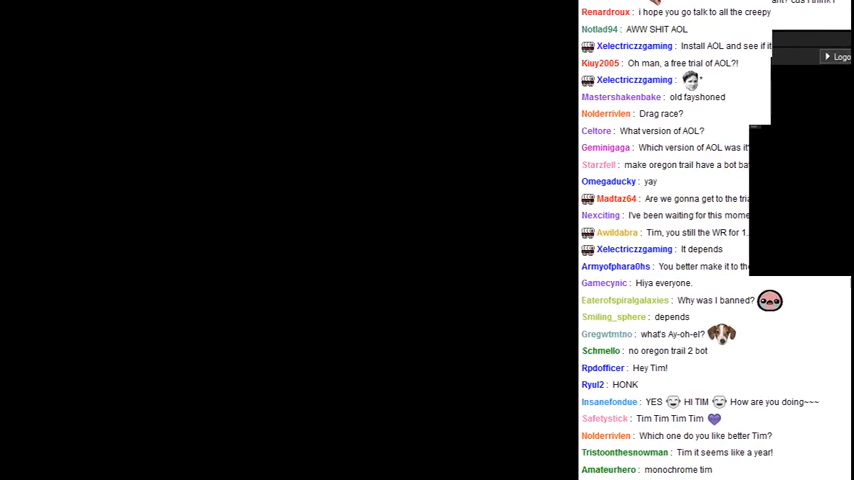 Renardroux : i hope you go talk to all the creepy
Notlad94 : AWW SHIT AOL
Xelectriczzgaming : Install AOL and see if it
Logo
Kiuy2005 : Oh man, a free trial of AOL?!
Xelectriczzgaming : *
Mastershakenbake : old fayshoned
Nolderrivlen : Drag race?
Celtore : What version of AOL?
Geminigaga : Which version of AOL was it
Starzfell : make oregon trail have a bot ba
Omegaducky : yay
Madtaz64 : Are we gonna get to the tria
Nexciting : I've been waiting for this mome
Awildabra : Tim, you still the WR for 1..
Xelectriczzgaming : It depends
Armyofphara0hs : You better make it to the
Gamecynic : Hiya everyone.
Eaterofspiralgalaxies : Why was I banned?
Smiling_sphere : depends
Gregwtmtno : what's Ay-oh-el?
Schmello : no oregon trail 2 bot
Rpdofficer : Hey Tim!
Ryul2 : HONK
Insanefondue : YES HI TIM How are you doing~~~
Safetystick : Tim Tim Tim Tim
Nolderrivlen : Which one do you like better Tim?
Tristoonthesnowman : Tim it seems like a year!
Amateurhero : monochrome tim